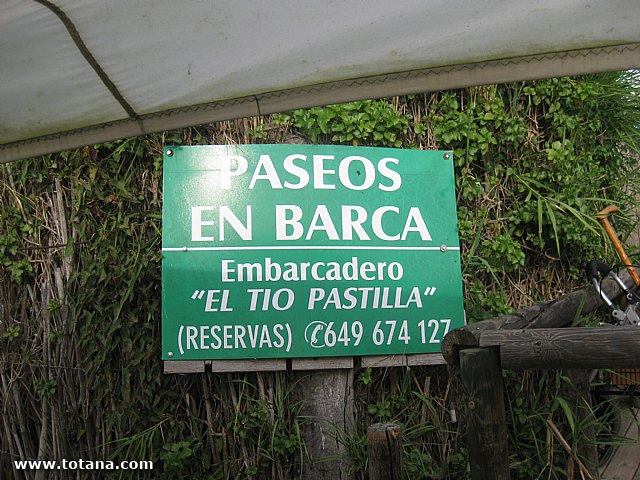 PASEOS
EN BARCA
Embarcadero
"EL TIO PASTILLA"
(RESERVAS) ✆649 674 127
www.totana.com